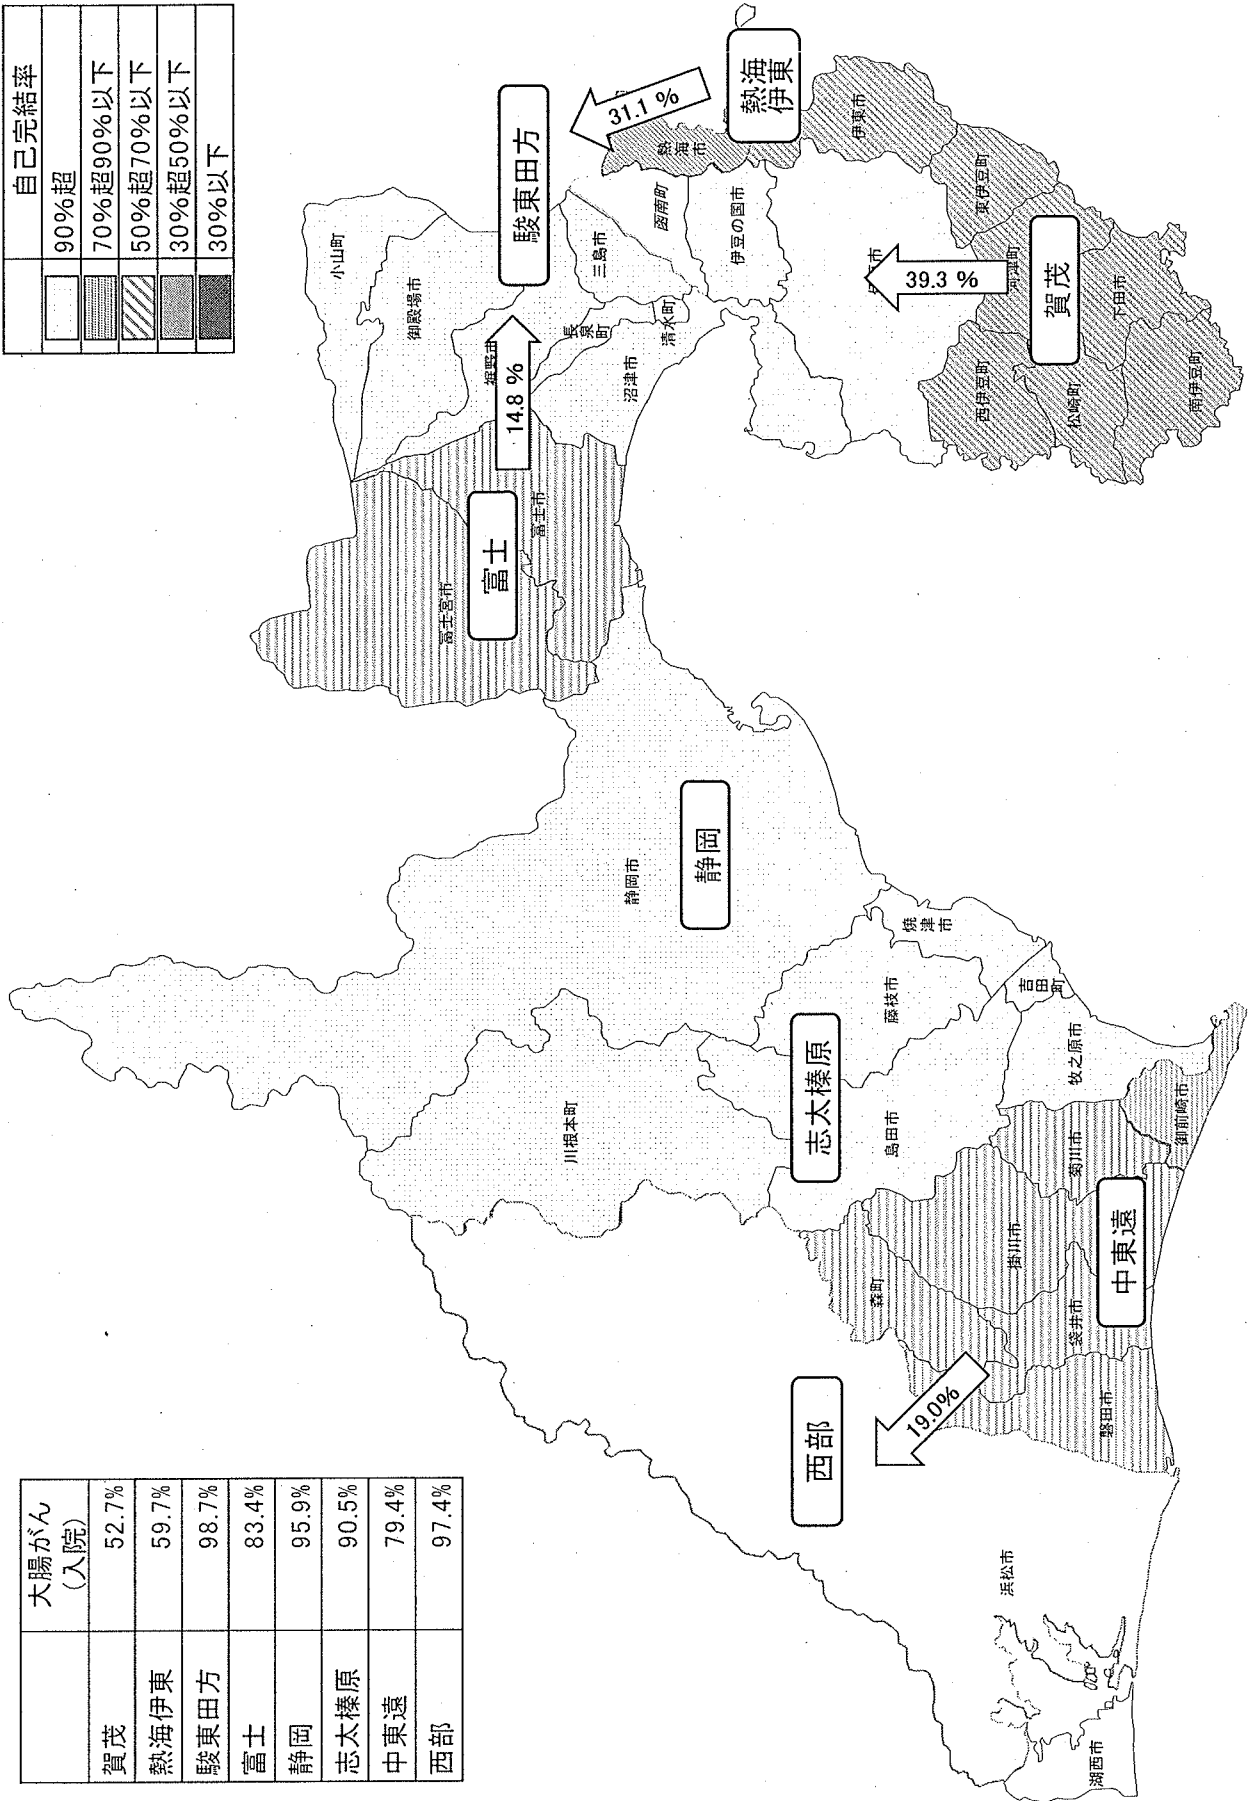 大腸がん
(入院)
賀茂 52.7%
熱海伊東 59.7%
駿東田方 98.7%
富士 83.4%
静岡 95.9%
志太榛原 90.5%
中東遠 79.4%
西部 97.4%
自己完結率
90%超
70%超90%以下
50%超70%以下
30%超50%以下
30%以下
小山町
御殿場市
裾野市
駿東田方
三島市
長泉町
清水町
函南町
沼津市
伊豆の国市
31.1 %
熱海市
熱海
伊東
伊東市
14.8 %
富士
富士宮市
富士市
39.3 %
東伊豆町
河津町
賀茂
西伊豆町
松崎町
下田市
南伊豆町
静岡市
静岡
川根本町
志太榛原
藤枝市
焼津市
島田市
吉田町
牧之原市
御前崎市
菊川市
掛川市
森町
袋井市
中東遠
磐田市
19.0%
西部
浜松市
湖西市